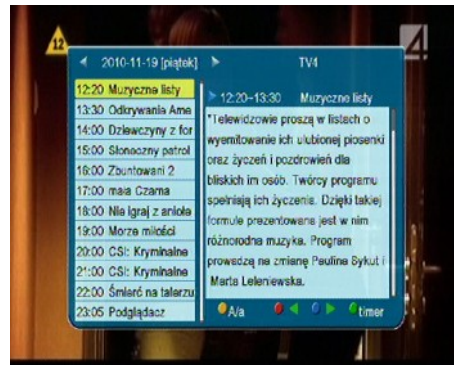 12
2010-11-19 [piątek]
TV4
4
12:20 Muzyczne listy
13:30 Odkrywanie Ame
14:00 Dziewczyny z for
15:00 Słoneczny patrol
16:00 Zbuntowani 2
17:00 mała Czarna
18:00 Nie igraj z aniołe
19:00 Morze miłości
20:00 CSI: Kryminalne
21:00 CSI: Kryminalne
22:00 Śmierć na talerzu
23:05 Podglądacz
12:20-13:30 Muzyczne listy
"Telewidzowie proszą w listach o
wyemitowanie ich ulubionej piosenki
oraz życzeń i pozdrowień dla
bliskich im osób. Twórcy programu
spełniają ich życzenia. Dzięki takiej
formule prezentowana jest w nim
różnorodna muzyka. Program
prowadzą na zmianę Paulina Sykut i
Marta Leleniewska.
A/a
timer